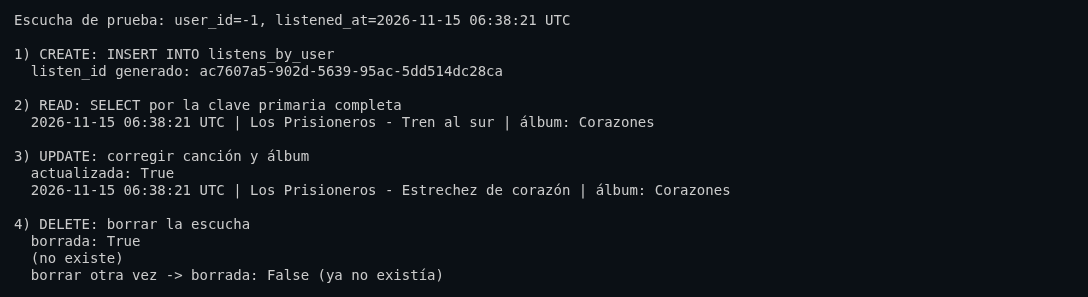 Escucha de prueba: user_id=-1, listened_at=2026-11-15 06:38:21 UTC
1) CREATE: INSERT INTO listens_by_user
listen_id generado: ac7607a5-902d-5639-95ac-5dd514dc28ca
2) READ: SELECT por la clave primaria completa
2026-11-15 06:38:21 UTC | Los Prisioneros - Tren al sur | álbum: Corazones
3) UPDATE: corregir canción y álbum
actualizada: True
2026-11-15 06:38:21 UTC | Los Prisioneros - Estrechez de corazón | álbum: Corazones
4) DELETE: borrar la escucha
borrada: True
(no existe)
borrar otra vez -> borrada: False (ya no existía)